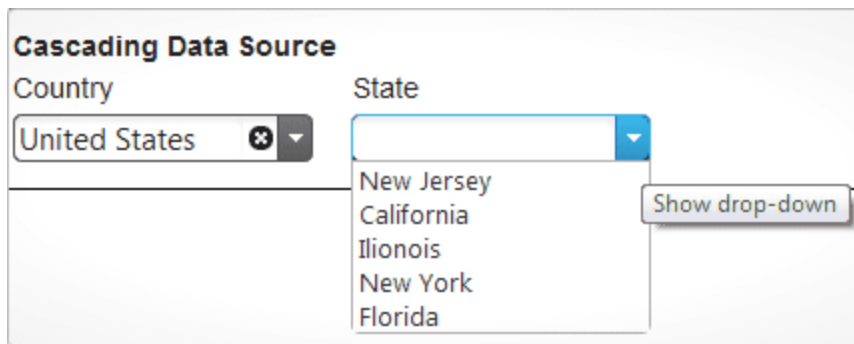 Cascading Data Source
Country State
United States
New Jersey
California
Ilionois
New York
Florida
Show drop-down